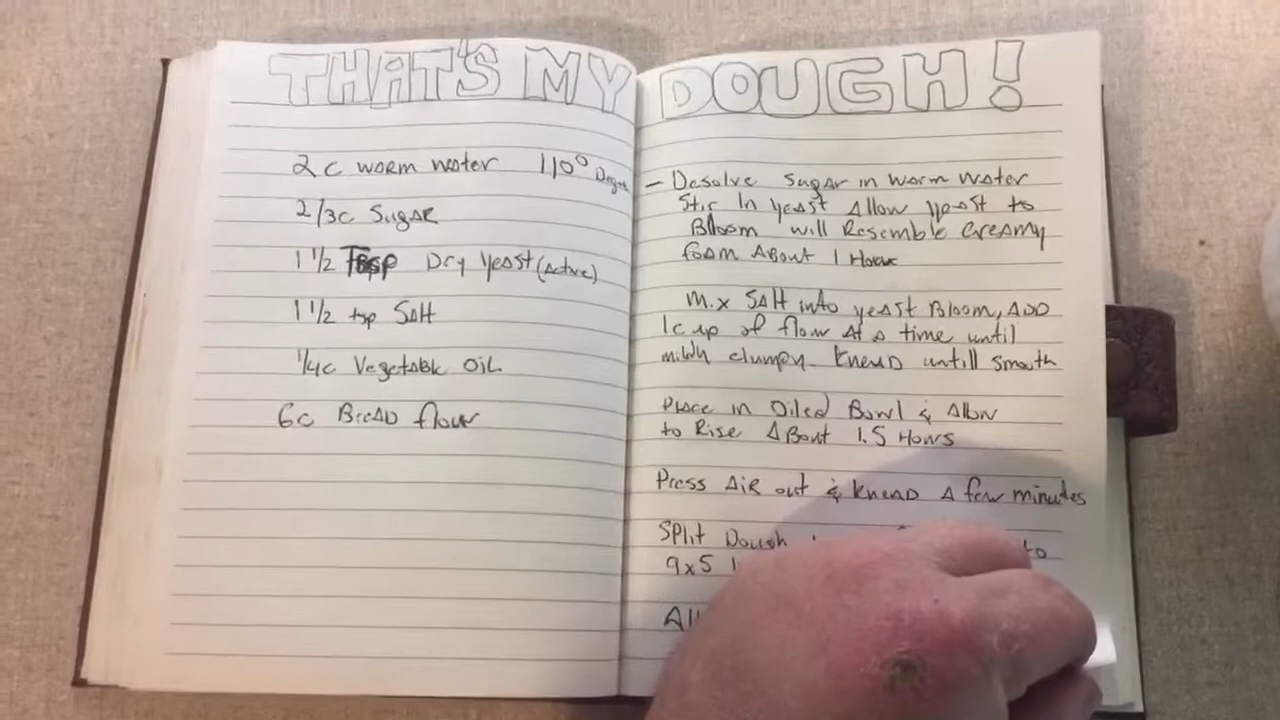 THAT'S MY DOUGH!
2 c worm water 110° Degree
2/3c Sugar
1 1/2 Tbsp Dry Yeast (Active)
1 1/2 tsp Salt
1/4c Vegetable Oil
6c Bread flour
- Desolve Sugar in Worm Water
Stir In Yeast Allow Yeast to
Bloom will Resemble Creamy
foam About 1 Hour
Mix Salt into yeast Bloom, ADD
1cup of flour at a time until
mildly clumpy. Knead untill smooth
Place in Oiled Bowl & Allow
to Rise About 1.5 Hours
Press Air out & knead A few minutes
Split Dough to
9x5